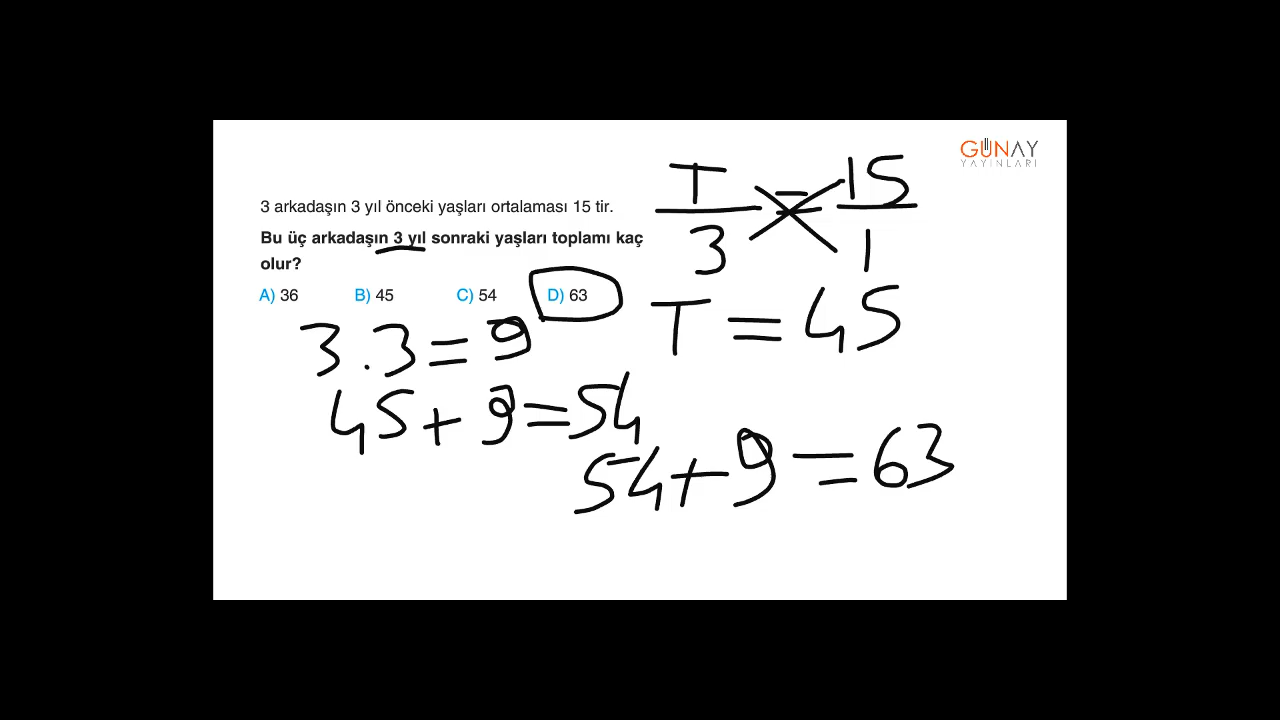 GÜNAY
YAYINLARI
3 arkadaşın 3 yıl önceki yaşları ortalaması 15 tir.
Bu üç arkadaşın 3 yıl sonraki yaşları toplamı kaç
olur?
A) 36 B) 45 C) 54 D) 63
T/3 = 15/1
T = 45
3.3=9
45+9=54
54+9=63